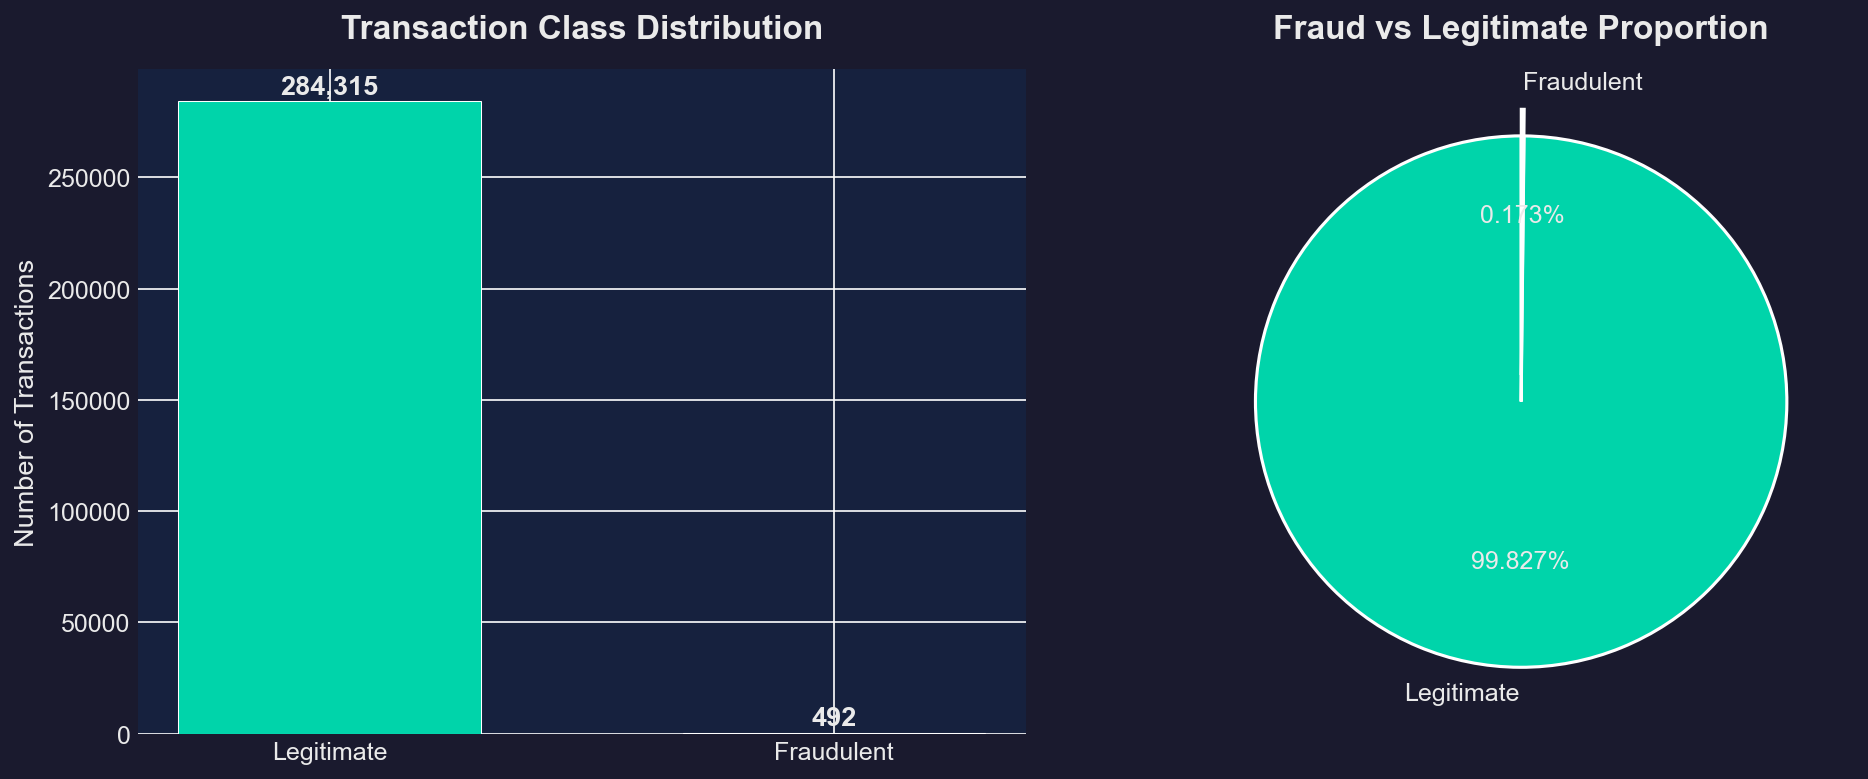 Transaction Class Distribution
Number of Transactions
284,315
250000
200000
150000
100000
50000
0
492
Legitimate
Fraudulent
Fraud vs Legitimate Proportion
Fraudulent
0.173%
99.827%
Legitimate